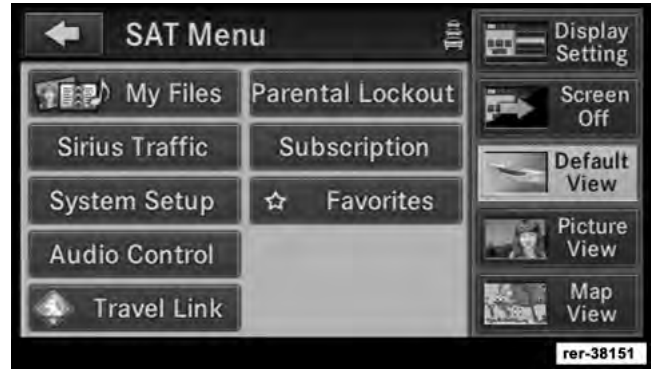 SAT Menu
My Files
Sirius Traffic
System Setup
Audio Control
Travel Link
Parental Lockout
Subscription
Favorites
Display
Setting
Screen
Off
Default
View
Picture
View
Map
View
rer-38151